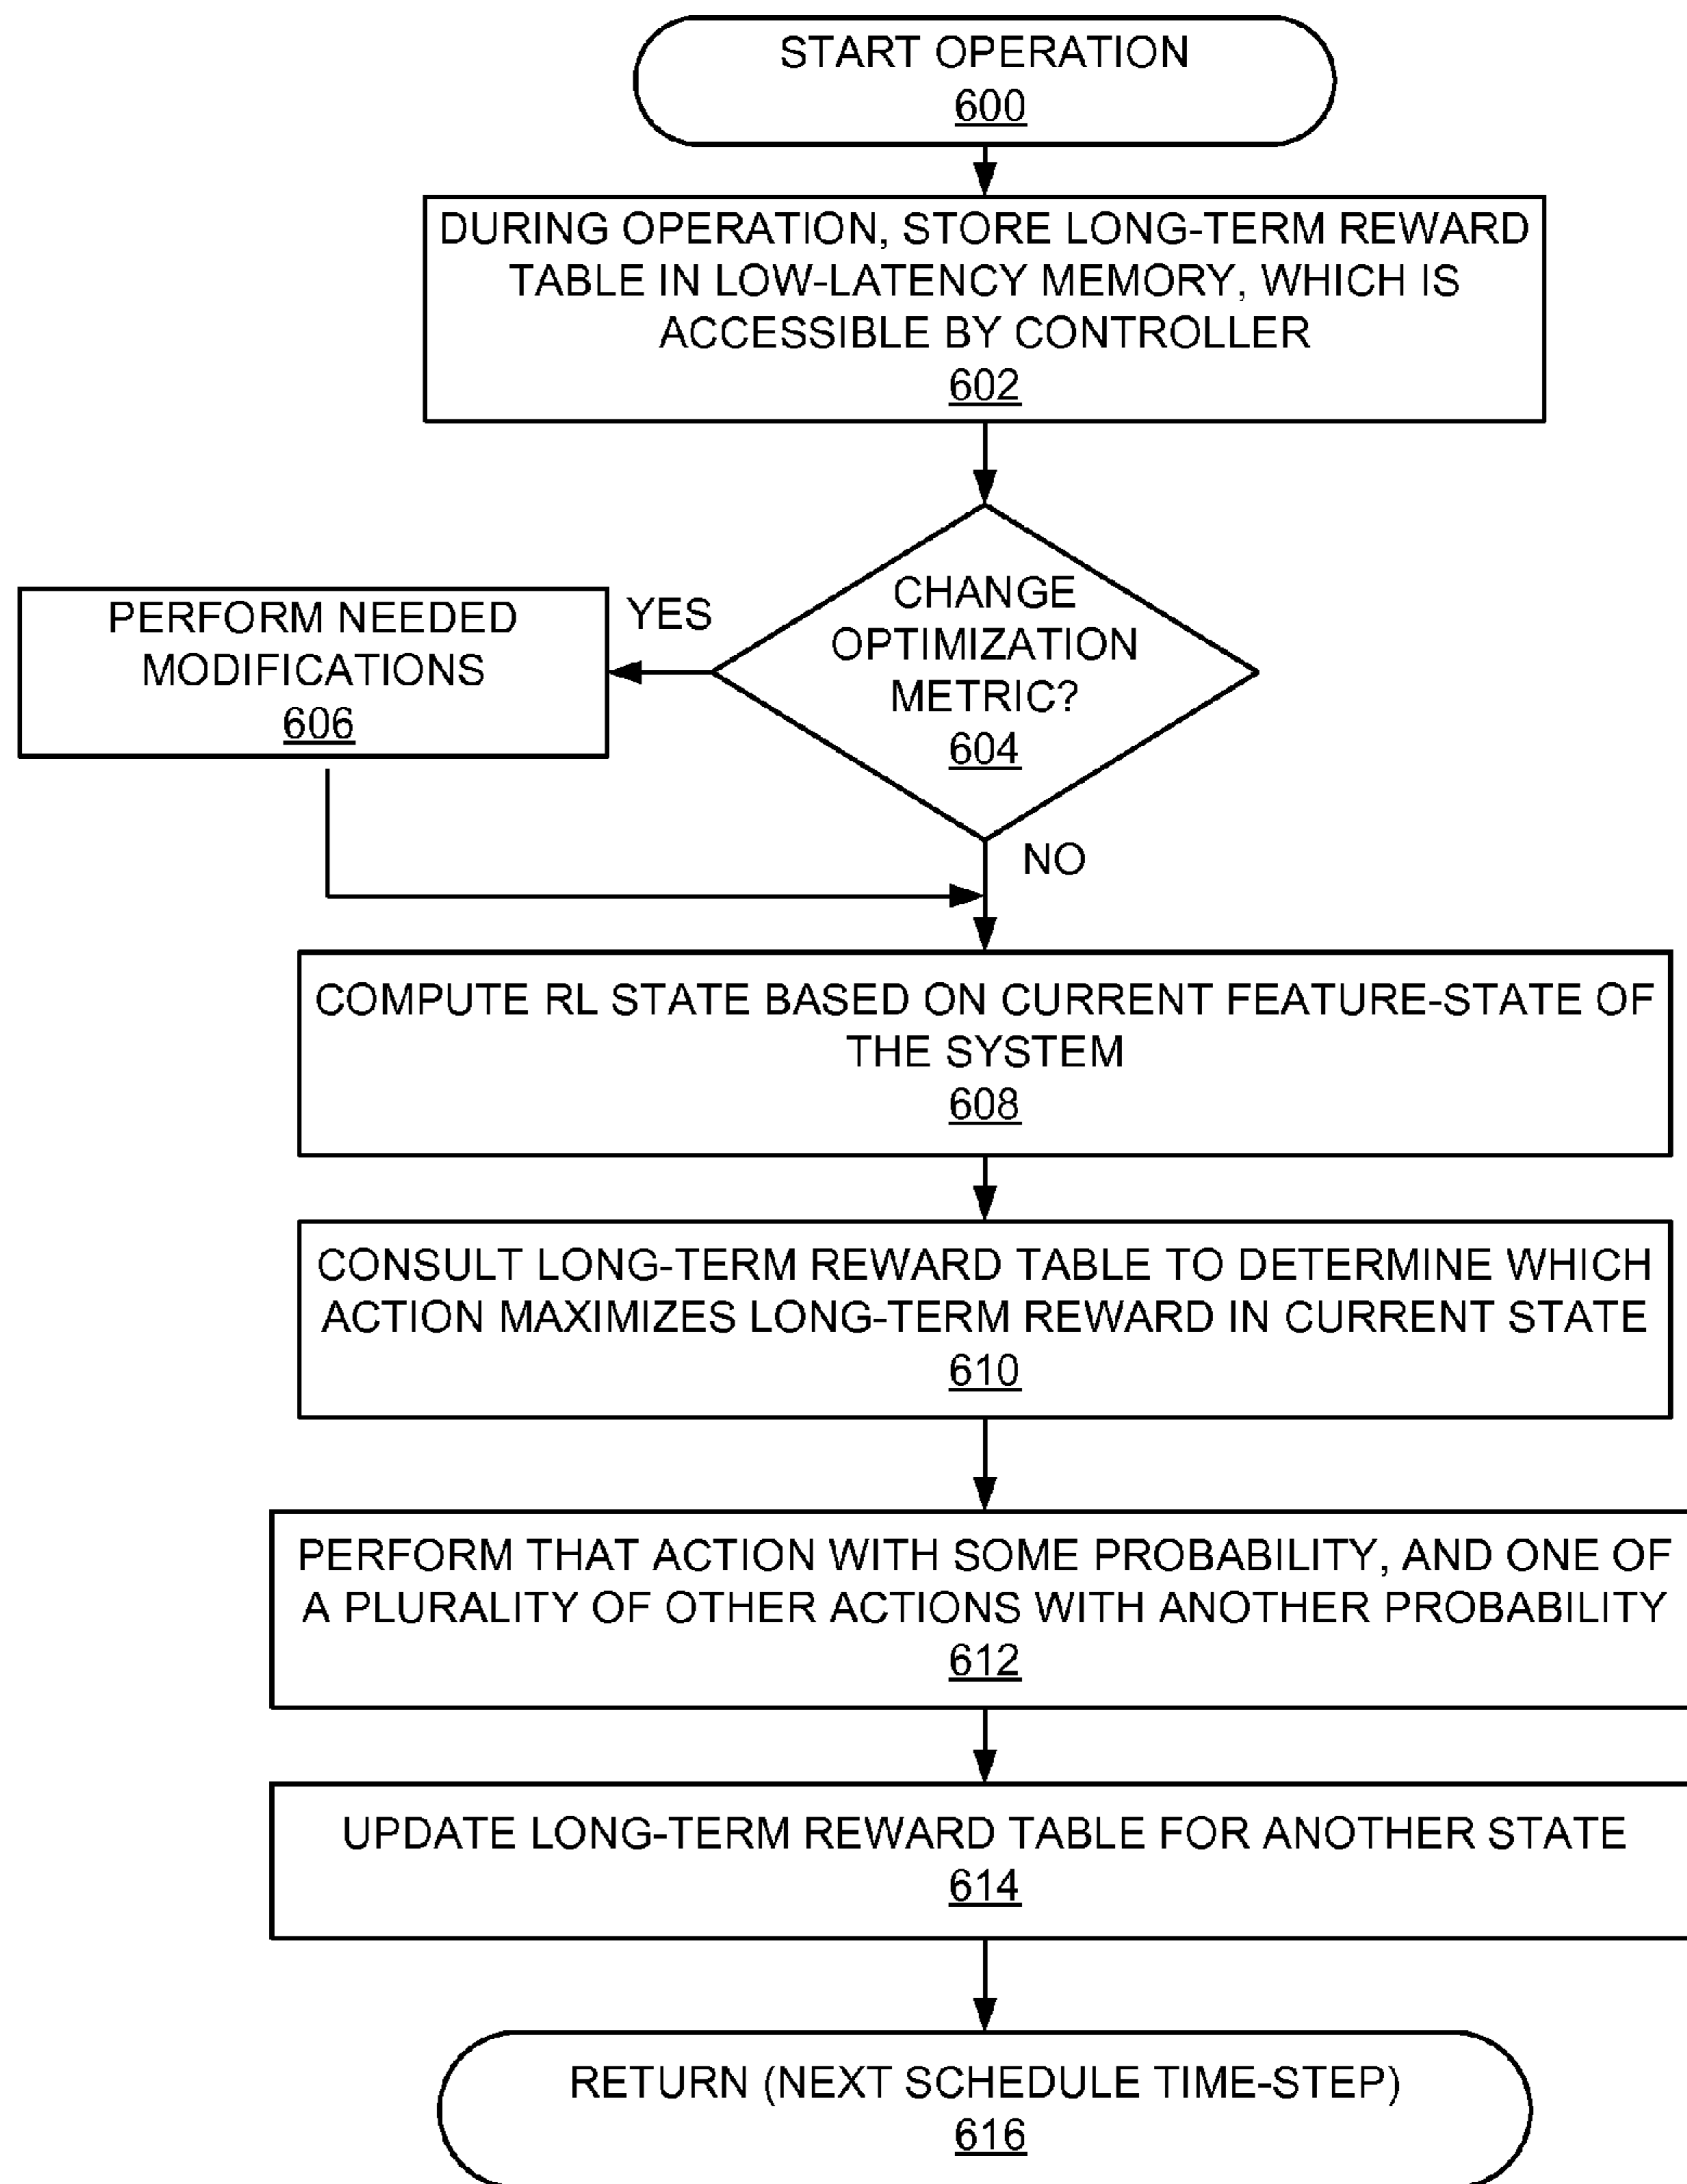 START OPERATION
600
DURING OPERATION, STORE LONG-TERM REWARD
TABLE IN LOW-LATENCY MEMORY, WHICH IS
ACCESSIBLE BY CONTROLLER
602
CHANGE
OPTIMIZATION
METRIC?
604
YES
PERFORM NEEDED
MODIFICATIONS
606
NO
COMPUTE RL STATE BASED ON CURRENT FEATURE-STATE OF
THE SYSTEM
608
CONSULT LONG-TERM REWARD TABLE TO DETERMINE WHICH
ACTION MAXIMIZES LONG-TERM REWARD IN CURRENT STATE
610
PERFORM THAT ACTION WITH SOME PROBABILITY, AND ONE OF
A PLURALITY OF OTHER ACTIONS WITH ANOTHER PROBABILITY
612
UPDATE LONG-TERM REWARD TABLE FOR ANOTHER STATE
614
RETURN (NEXT SCHEDULE TIME-STEP)
616